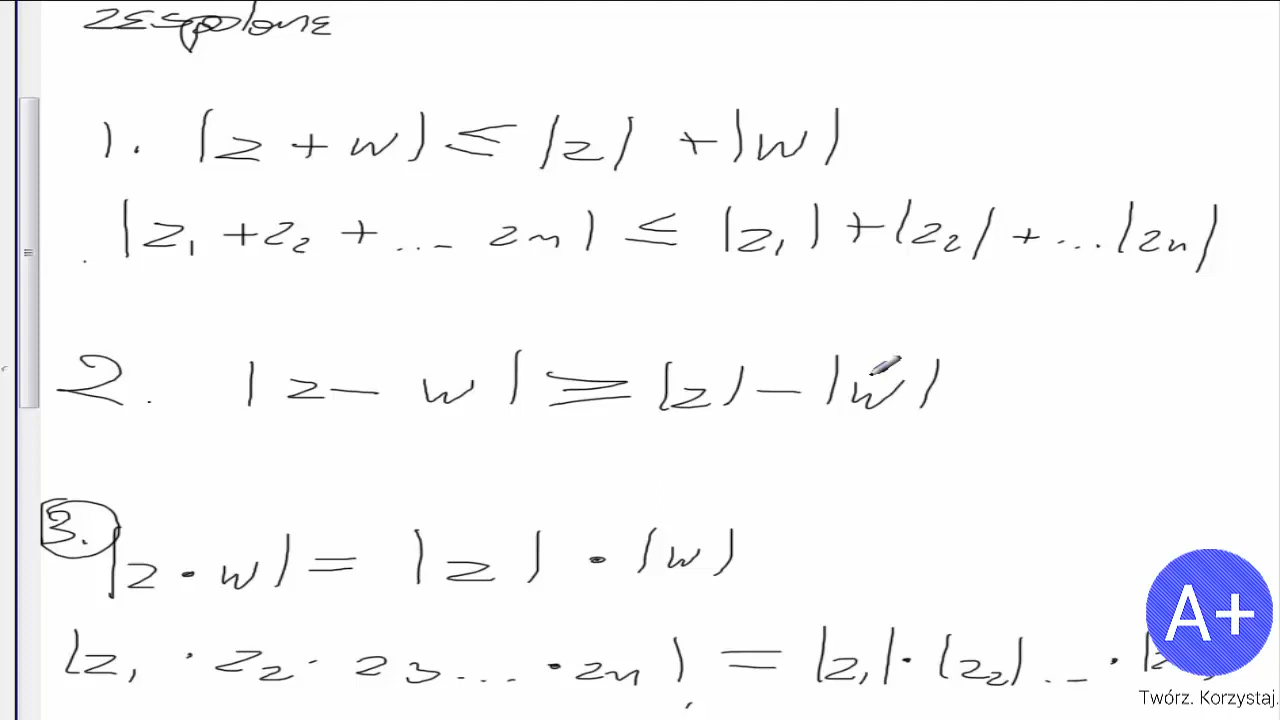 zespolone
1. |z + w| ≤ |z| + |w|
|z₁ + z₂ + ... zn| ≤ |z₁| + |z₂| + ... |zn|
2. |z - w| ≥ |z| - |w|
3.
|z · w| = |z| · |w|
|z₁ · z₂ · z3 ... · zn| = |z₁| · |z₂| ... · |z
A+
Twórz. Korzystaj.